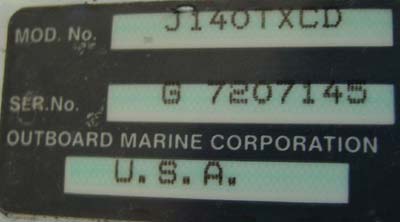 MOD. No. J140TXCD
SER.No. G 7207145
OUTBOARD MARINE CORPORATION
U.S.A.